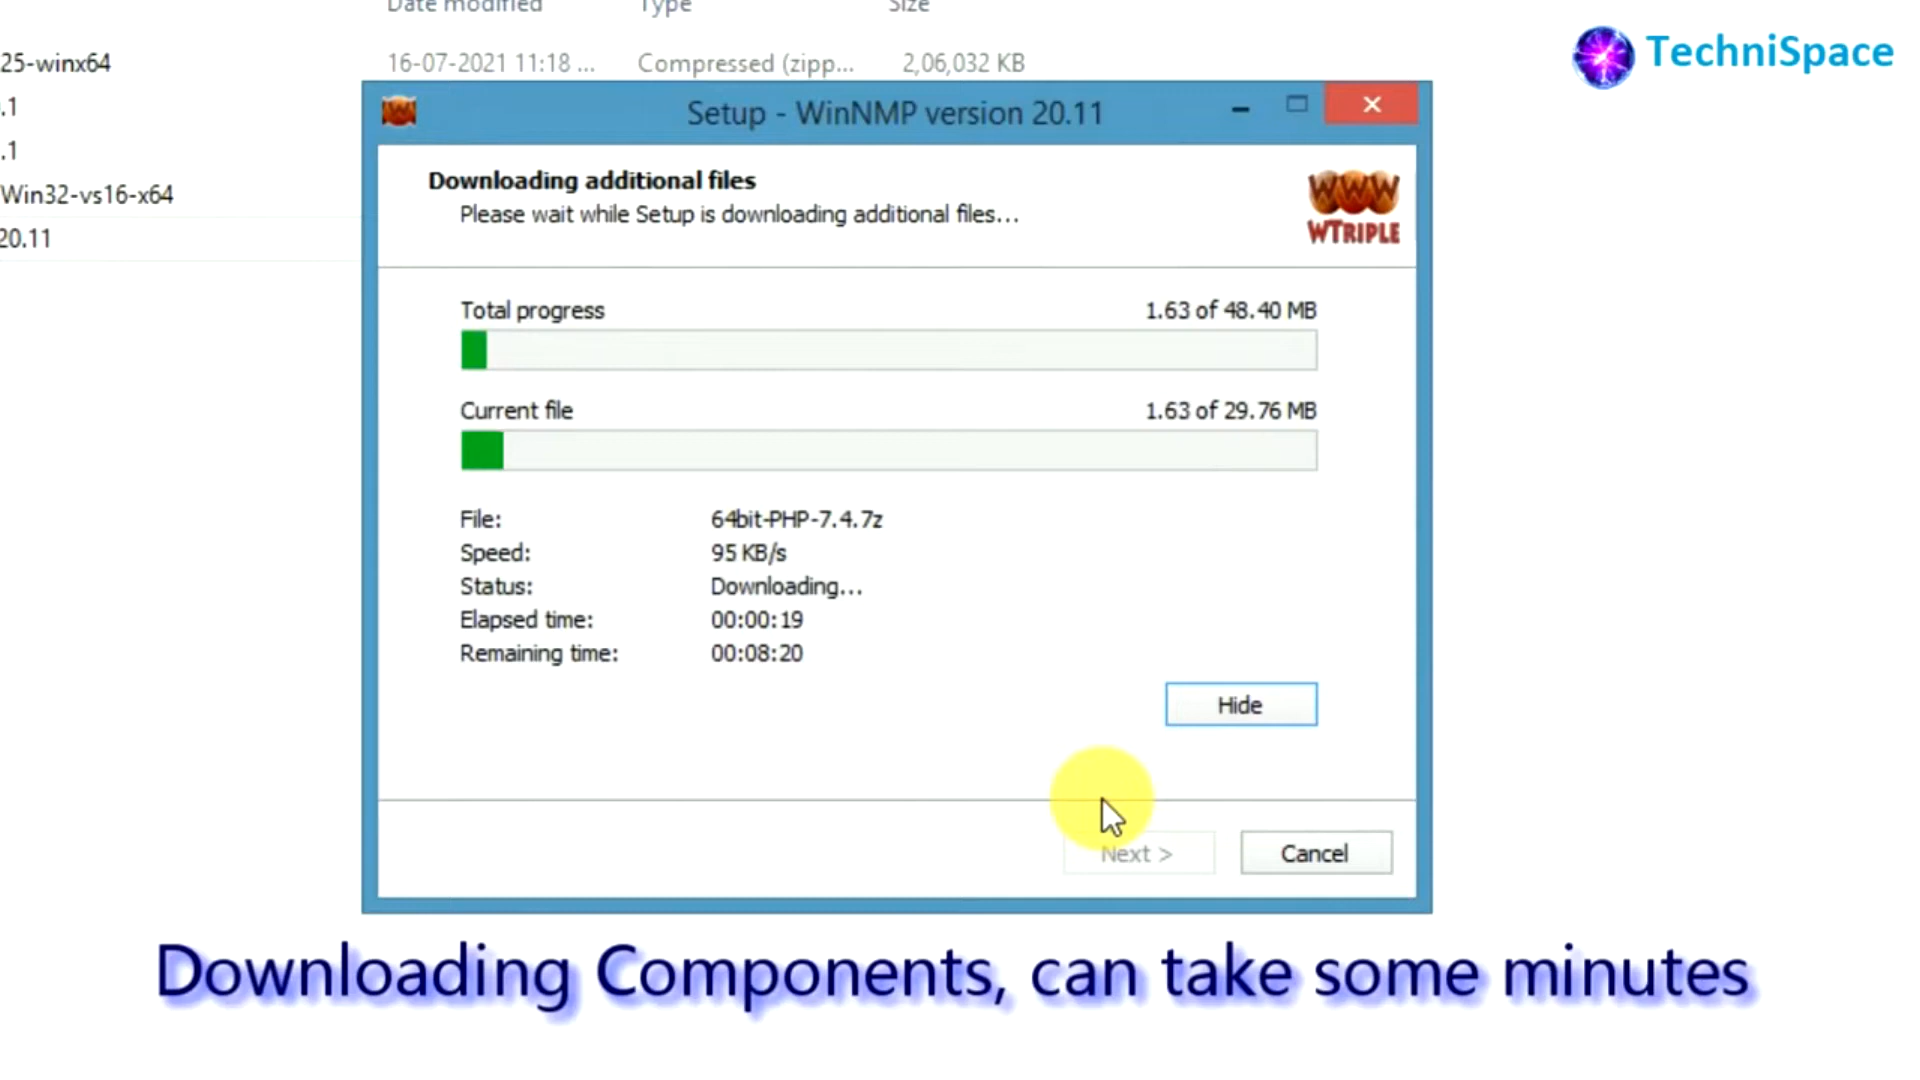 Date modified Type Size
25-winx64 16-07-2021 11:18 ... Compressed (zipp... 2,06,032 KB
TechniSpace
.1
.1
Win32-vs16-x64
20.11
Setup - WinNMP version 20.11
Downloading additional files
Please wait while Setup is downloading additional files...
WWW
WTRIPLE
Total progress 1.63 of 48.40 MB
Current file 1.63 of 29.76 MB
File: 64bit-PHP-7.4.7z
Speed: 95 KB/s
Status: Downloading...
Elapsed time: 00:00:19
Remaining time: 00:08:20
Hide
Next > Cancel
Downloading Components, can take some minutes